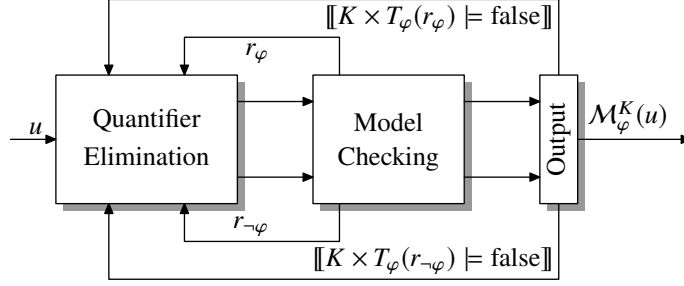 ⟦K × T_φ(r_φ) ⊨ false⟧
r_φ
u
Quantifier
Elimination
Model
Checking
Output
ℳ_φ^K(u)
r_¬φ
⟦K × T_φ(r_¬φ) ⊨ false⟧